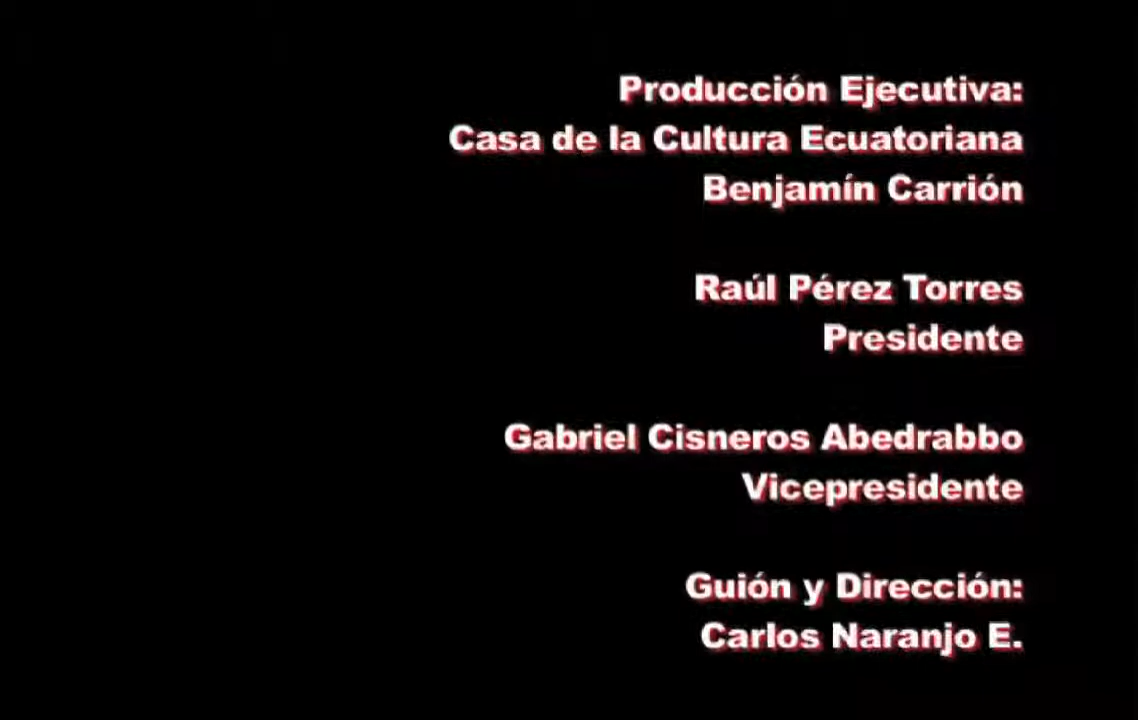 Producción Ejecutiva:
Casa de la Cultura Ecuatoriana
Benjamín Carrión
Raúl Pérez Torres
Presidente
Gabriel Cisneros Abedrabbo
Vicepresidente
Guión y Dirección:
Carlos Naranjo E.